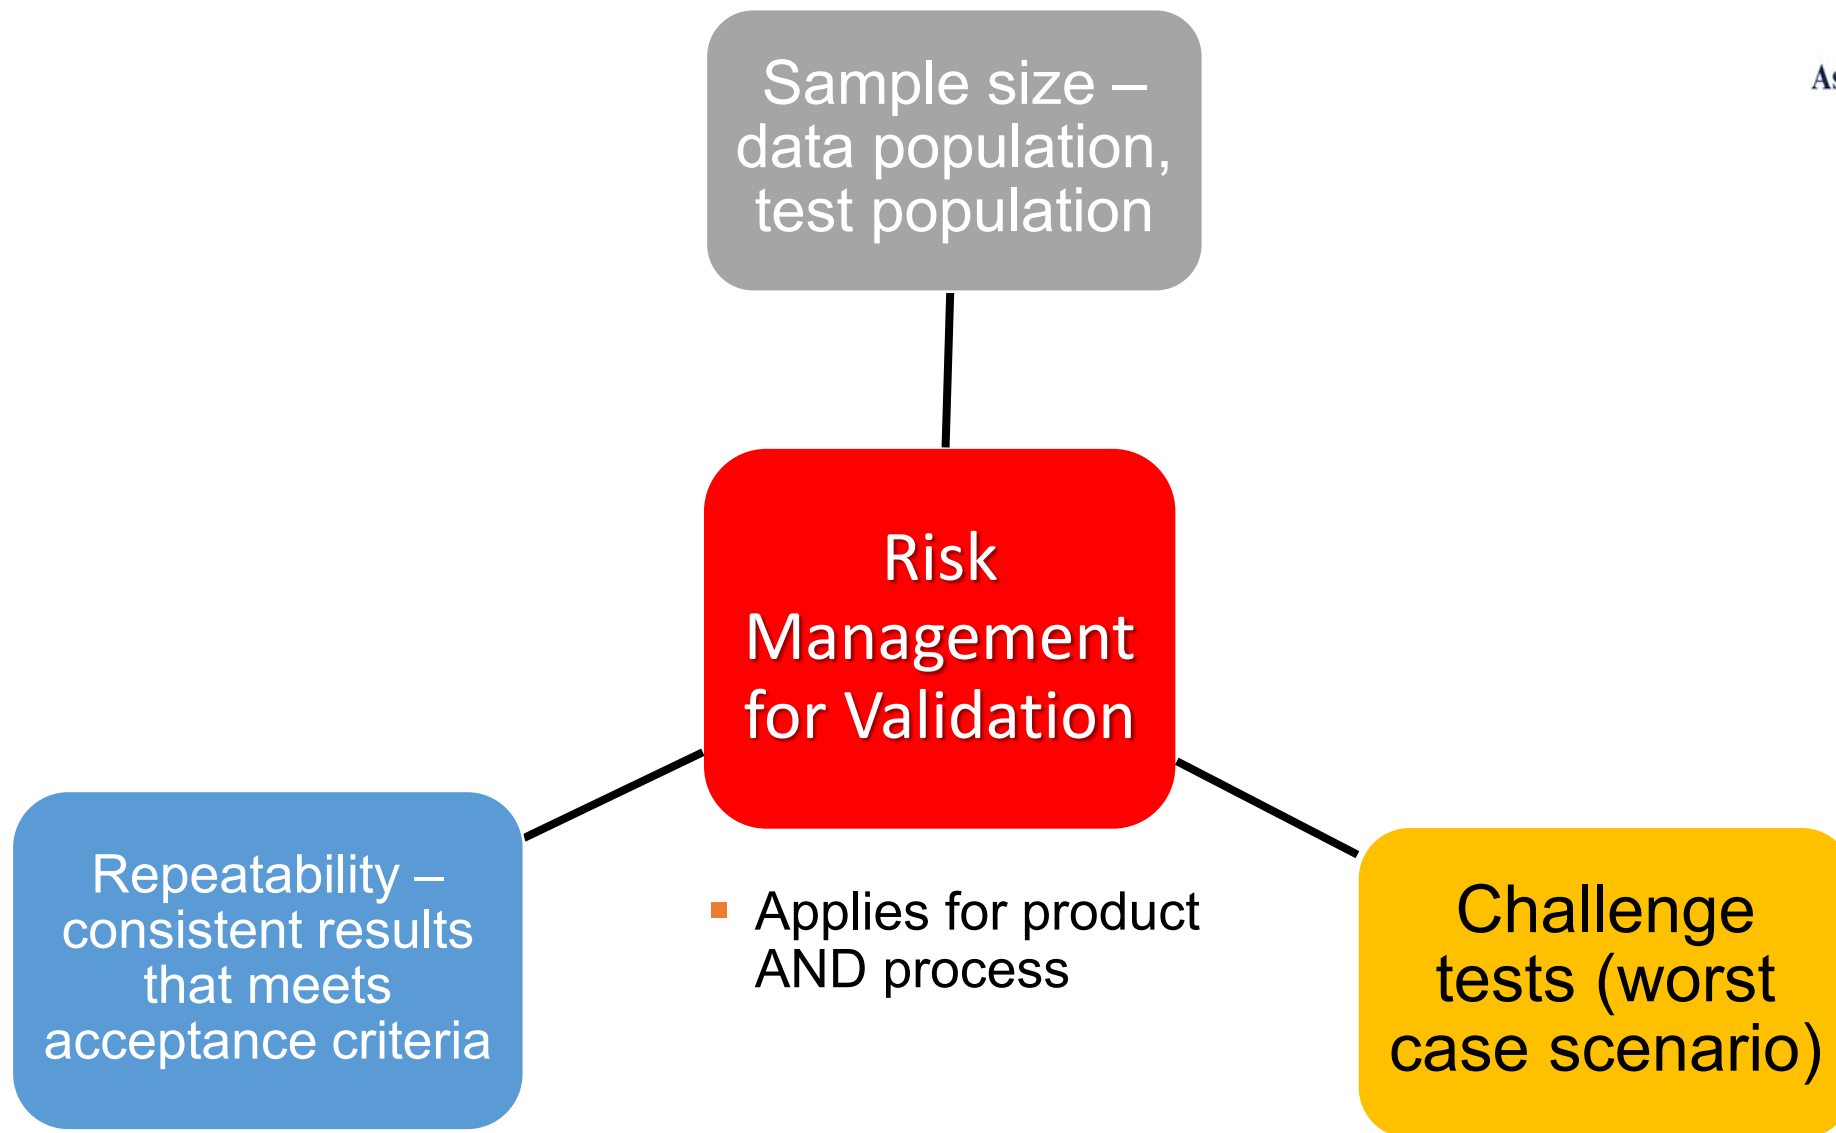 Sample size –
data population,
test population
Risk
Management
for Validation
Repeatability –
consistent results
that meets
acceptance criteria
▪ Applies for product
AND process
Challenge
tests (worst
case scenario)